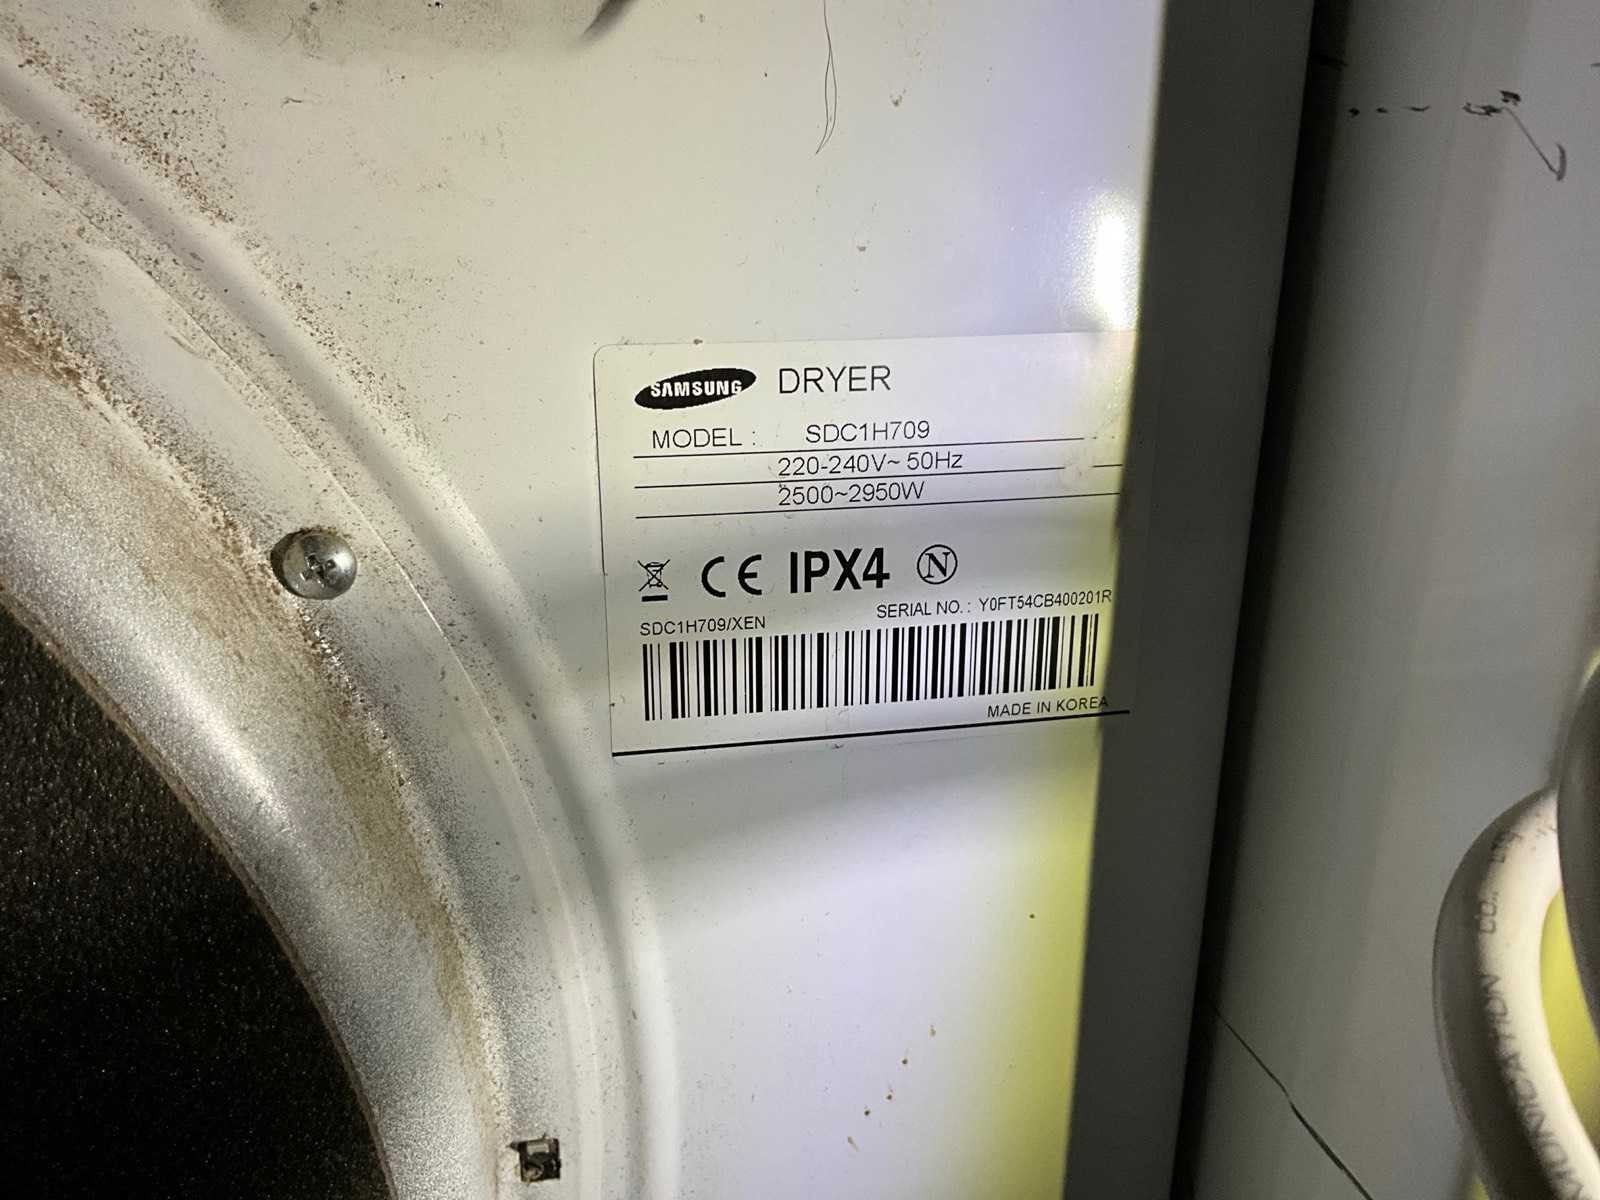 SAMSUNG DRYER
MODEL : SDC1H709
220-240V~ 50Hz
2500~2950W
CE IPX4 N
SDC1H709/XEN SERIAL NO.: Y0FT54CB400201R
MADE IN KOREA